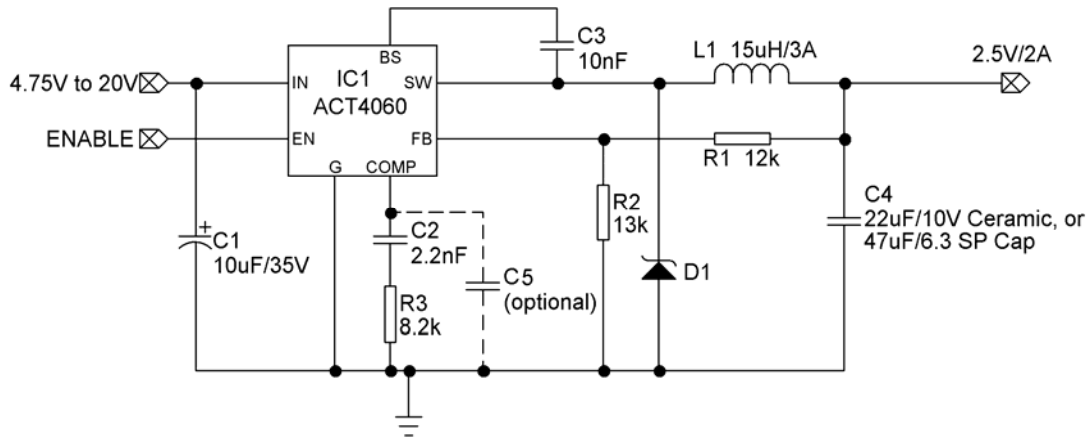 BS
C3
10nF
L1 15uH/3A
2.5V/2A
4.75V to 20V
IN
IC1
ACT4060
SW
ENABLE
EN
FB
G
COMP
R1 12k
C1
10uF/35V
C2
2.2nF
R3
8.2k
C5
(optional)
R2
13k
D1
C4
22uF/10V Ceramic, or
47uF/6.3 SP Cap
+